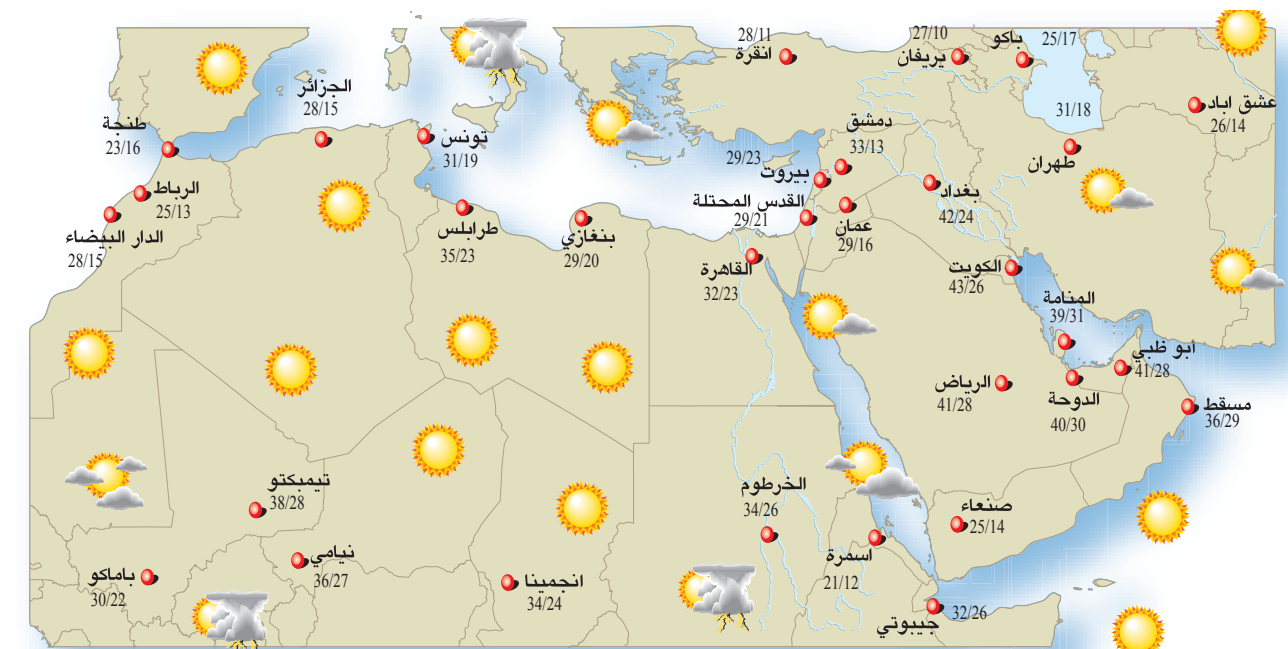 28/11
انقرة
27/10
يريفان
باكو
25/17
عشق اباد
26/14
31/18
طهران
الجزائر
28/15
طنجة
23/16
تونس
31/19
دمشق
33/13
29/23
بيروت
بغداد
42/24
الرباط
25/13
القدس المحتلة
29/21
عمان
29/16
الدار البيضاء
28/15
طرابلس
35/23
بنغازي
29/20
القاهرة
32/23
الكويت
43/26
المنامة
39/31
أبو ظبي
41/28
الرياض
41/28
الدوحة
40/30
مسقط
36/29
تيمبكتو
38/28
الخرطوم
34/26
صنعاء
25/14
اسمرة
21/12
نيامي
36/27
باماكو
30/22
انجمينا
34/24
32/26
جيبوتي